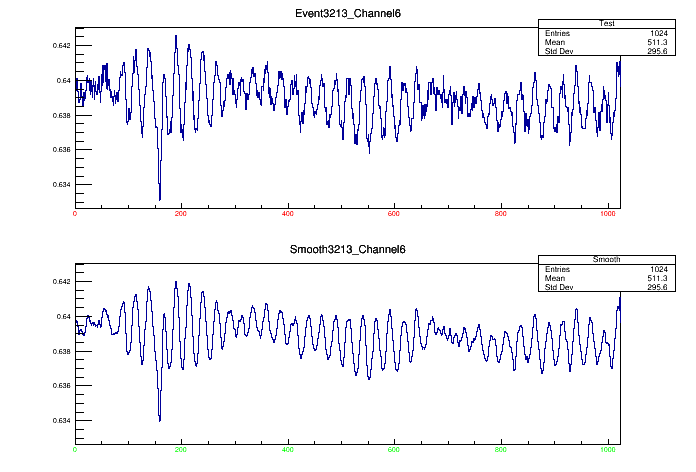 Event3213_Channel6
Test
Entries 1024
Mean 511.3
Std Dev 295.6
0.642
0.64
0.638
0.636
0.634
0 200 400 600 800 1000
Smooth3213_Channel6
Smooth
Entries 1024
Mean 511.3
Std Dev 295.6
0.642
0.64
0.638
0.636
0.634
0 200 400 600 800 1000